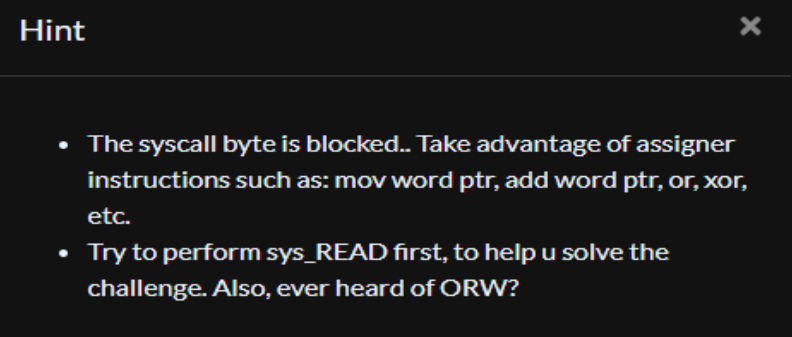 Hint
×
• The syscall byte is blocked.. Take advantage of assigner
instructions such as: mov word ptr, add word ptr, or, xor,
etc.
• Try to perform sys_READ first, to help u solve the
challenge. Also, ever heard of ORW?